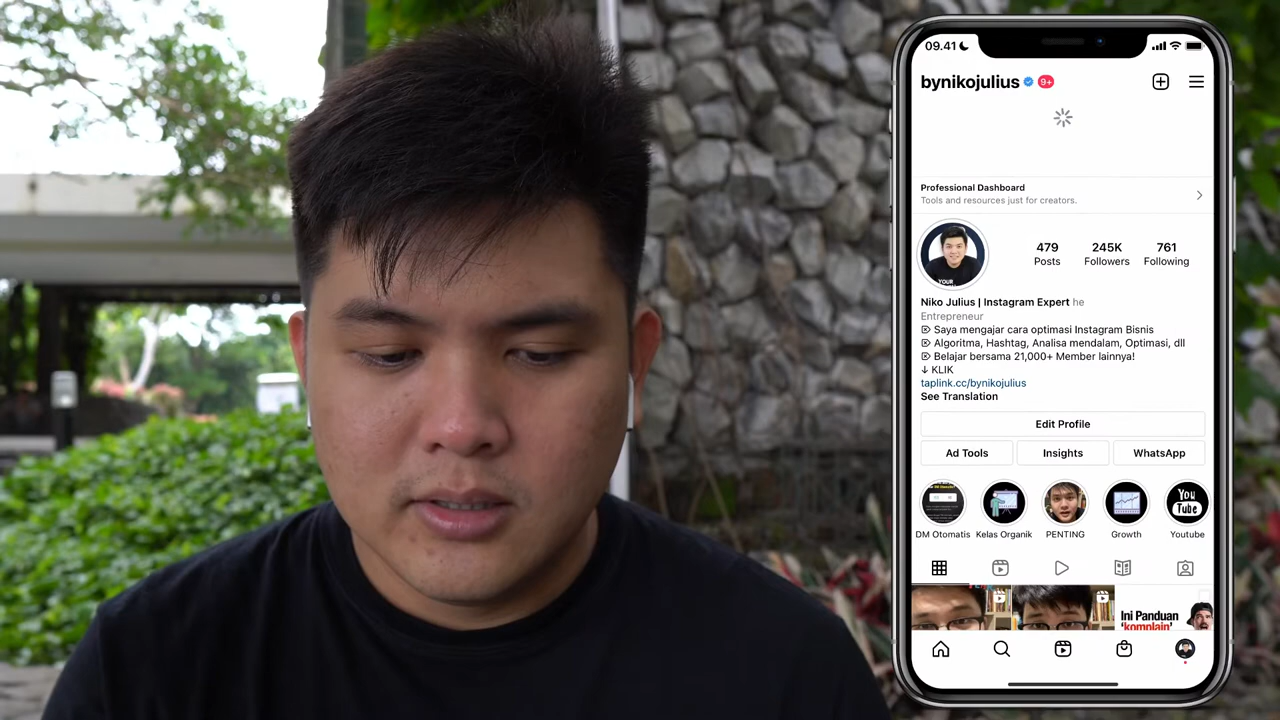 09.41
bynikojulius 9+
Professional Dashboard
Tools and resources just for creators.
479 245K 761
Posts Followers Following
YOUR
Niko Julius | Instagram Expert he
Entrepreneur
Saya mengajar cara optimasi Instagram Bisnis
Algoritma, Hashtag, Analisa mendalam, Optimasi, dll
Belajar bersama 21,000+ Member lainnya!
↓ KLIK
taplink.cc/bynikojulius
See Translation
Edit Profile
Ad Tools Insights WhatsApp
You
Tube
DM Otomatis Kelas Organik PENTING Growth Youtube
Ini Panduan
'komplain'